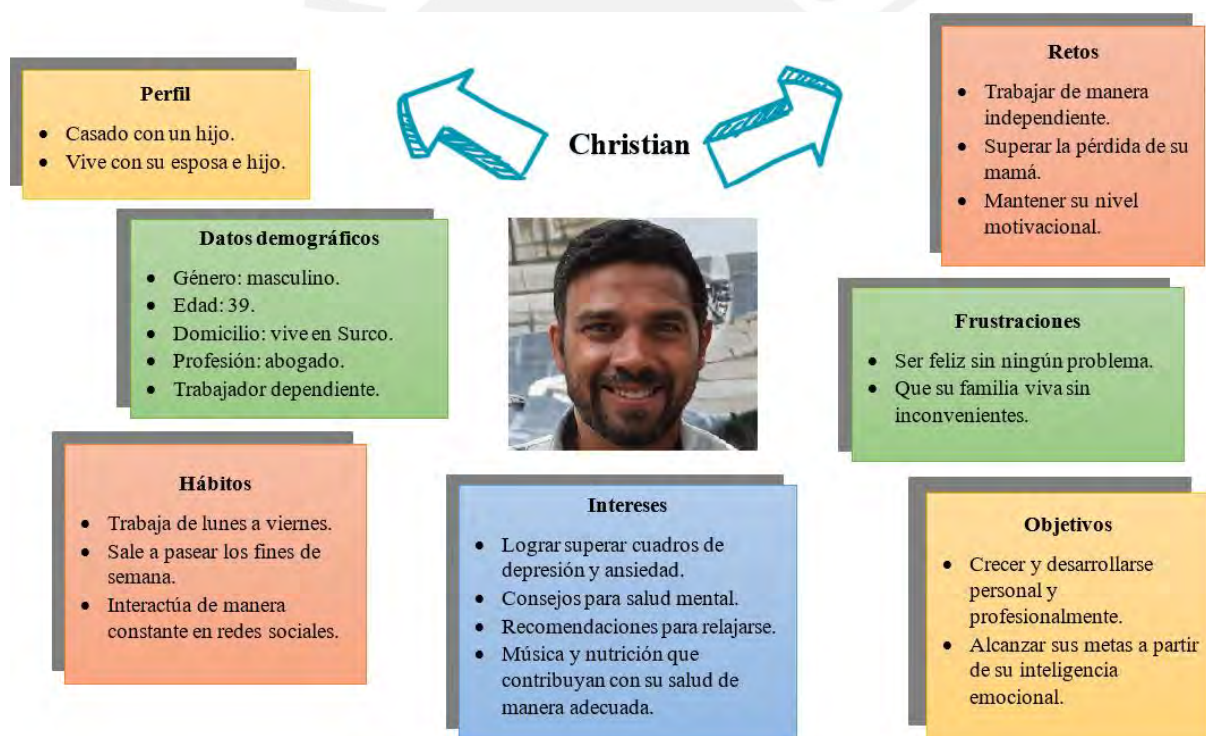 Christian
Perfil
• Casado con un hijo.
• Vive con su esposa e hijo.
Datos demográficos
• Género: masculino.
• Edad: 39.
• Domicilio: vive en Surco.
• Profesión: abogado.
• Trabajador dependiente.
Hábitos
• Trabaja de lunes a viernes.
• Sale a pasear los fines de
semana.
• Interactúa de manera
constante en redes sociales.
Intereses
• Lograr superar cuadros de
depresión y ansiedad.
• Consejos para salud mental.
• Recomendaciones para relajarse.
• Música y nutrición que
contribuyan con su salud de
manera adecuada.
Retos
• Trabajar de manera
independiente.
• Superar la pérdida de su
mamá.
• Mantener su nivel
motivacional.
Frustraciones
• Ser feliz sin ningún problema.
• Que su familia viva sin
inconvenientes.
Objetivos
• Crecer y desarrollarse
personal y
profesionalmente.
• Alcanzar sus metas a partir
de su inteligencia
emocional.